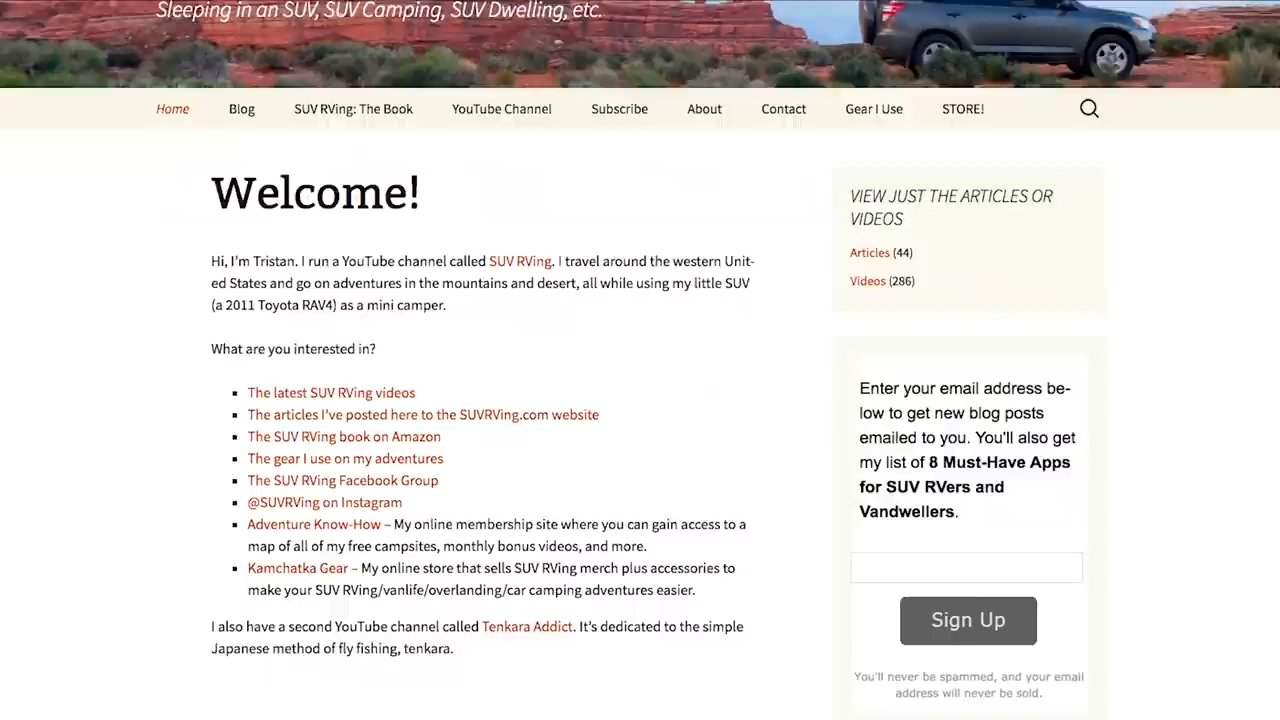 Sleeping in an SUV, SUV Camping, SUV Dwelling, etc.
Home Blog SUV RVing: The Book YouTube Channel Subscribe About Contact Gear I Use STORE!
Welcome!
Hi, I'm Tristan. I run a YouTube channel called SUV RVing. I travel around the western Unit-
ed States and go on adventures in the mountains and desert, all while using my little SUV
(a 2011 Toyota RAV4) as a mini camper.
What are you interested in?
The latest SUV RVing videos
The articles I've posted here to the SUVRVing.com website
The SUV RVing book on Amazon
The gear I use on my adventures
The SUV RVing Facebook Group
@SUVRVing on Instagram
Adventure Know-How – My online membership site where you can gain access to a
map of all of my free campsites, monthly bonus videos, and more.
Kamchatka Gear – My online store that sells SUV RVing merch plus accessories to
make your SUV RVing/vanlife/overlanding/car camping adventures easier.
I also have a second YouTube channel called Tenkara Addict. It's dedicated to the simple
Japanese method of fly fishing, tenkara.
VIEW JUST THE ARTICLES OR
VIDEOS
Articles (44)
Videos (286)
Enter your email address be-
low to get new blog posts
emailed to you. You'll also get
my list of 8 Must-Have Apps
for SUV RVers and
Vandwellers.
Sign Up
You'll never be spammed, and your email
address will never be sold.